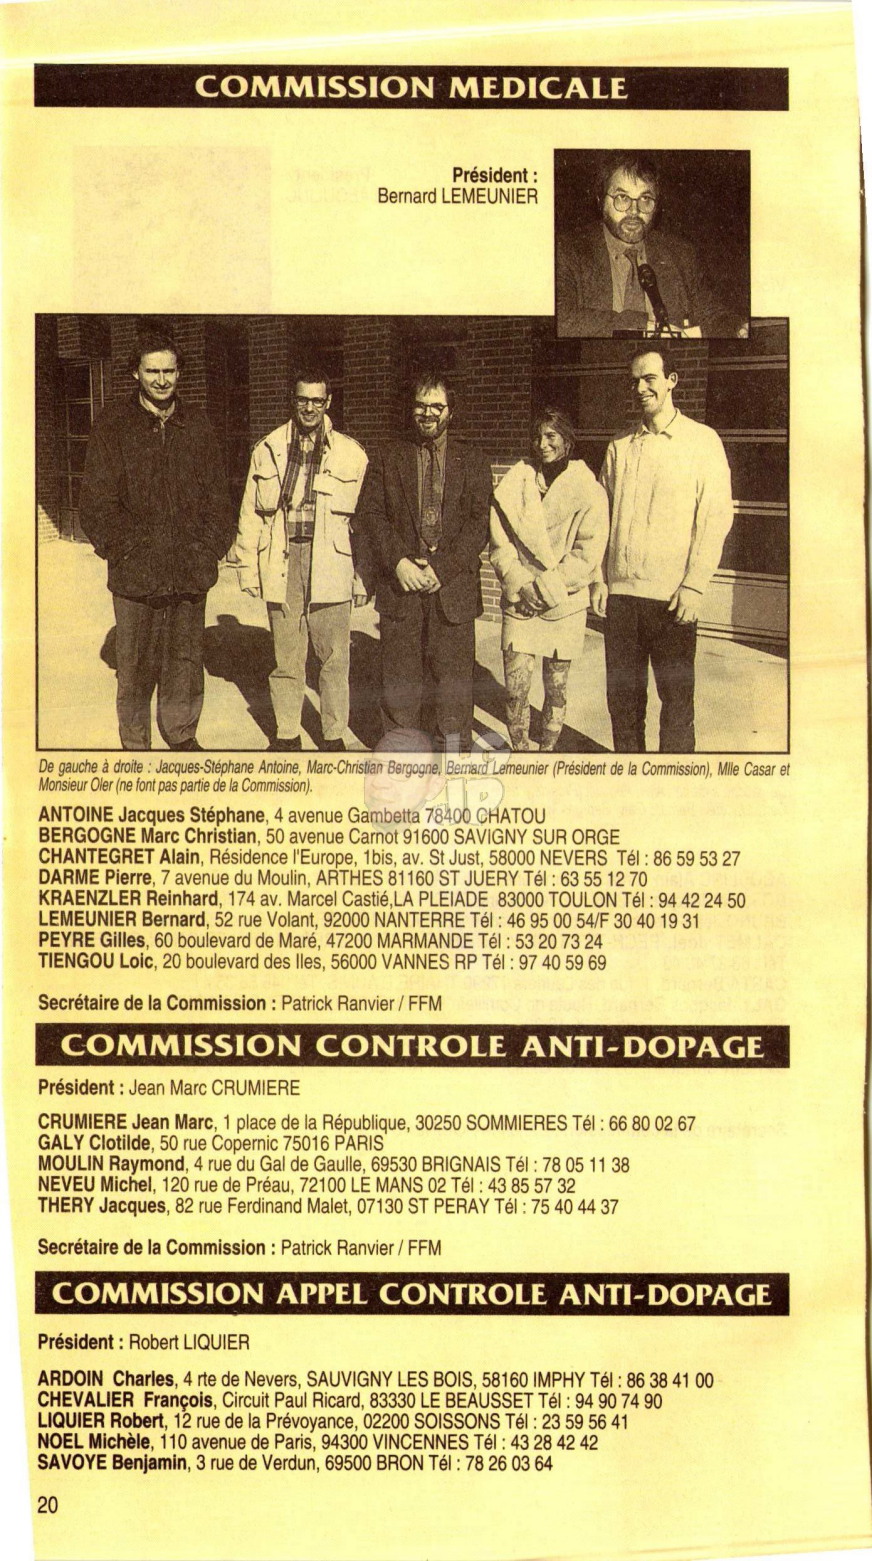 COMMISSION MEDICALE
Président :
Bernard LEMEUNIER
De gauche à droite : Jacques-Stéphane Antoine, Marc-Christian Bergogne, Bernard Lemeunier (Président de la Commission), Mlle Casar et
Monsieur Oler (ne font pas partie de la Commission).
ANTOINE Jacques Stéphane, 4 avenue Gambetta 78400 CHATOU
BERGOGNE Marc Christian, 50 avenue Carnot 91600 SAVIGNY SUR ORGE
CHANTEGRET Alain, Résidence l'Europe, 1bis, av. St Just, 58000 NEVERS Tél : 86 59 53 27
DARME Pierre, 7 avenue du Moulin, ARTHES 81160 ST JUERY Tél : 63 55 12 70
KRAENZLER Reinhard, 174 av. Marcel Castié,LA PLEIADE 83000 TOULON Tél : 94 42 24 50
LEMEUNIER Bernard, 52 rue Volant, 92000 NANTERRE Tél : 46 95 00 54/F 30 40 19 31
PEYRE Gilles, 60 boulevard de Maré, 47200 MARMANDE Tél : 53 20 73 24
TIENGOU Loic, 20 boulevard des Iles, 56000 VANNES RP Tél : 97 40 59 69
Secrétaire de la Commission : Patrick Ranvier / FFM
COMMISSION CONTROLE ANTI-DOPAGE
Président : Jean Marc CRUMIERE
CRUMIERE Jean Marc, 1 place de la République, 30250 SOMMIERES Tél : 66 80 02 67
GALY Clotilde, 50 rue Copernic 75016 PARIS
MOULIN Raymond, 4 rue du Gal de Gaulle, 69530 BRIGNAIS Tél : 78 05 11 38
NEVEU Michel, 120 rue de Préau, 72100 LE MANS 02 Tél : 43 85 57 32
THERY Jacques, 82 rue Ferdinand Malet, 07130 ST PERAY Tél : 75 40 44 37
Secrétaire de la Commission : Patrick Ranvier / FFM
COMMISSION APPEL CONTROLE ANTI-DOPAGE
Président : Robert LIQUIER
ARDOIN Charles, 4 rte de Nevers, SAUVIGNY LES BOIS, 58160 IMPHY Tél : 86 38 41 00
CHEVALIER François, Circuit Paul Ricard, 83330 LE BEAUSSET Tél : 94 90 74 90
LIQUIER Robert, 12 rue de la Prévoyance, 02200 SOISSONS Tél : 23 59 56 41
NOEL Michèle, 110 avenue de Paris, 94300 VINCENNES Tél : 43 28 42 42
SAVOYE Benjamin, 3 rue de Verdun, 69500 BRON Tél : 78 26 03 64
20